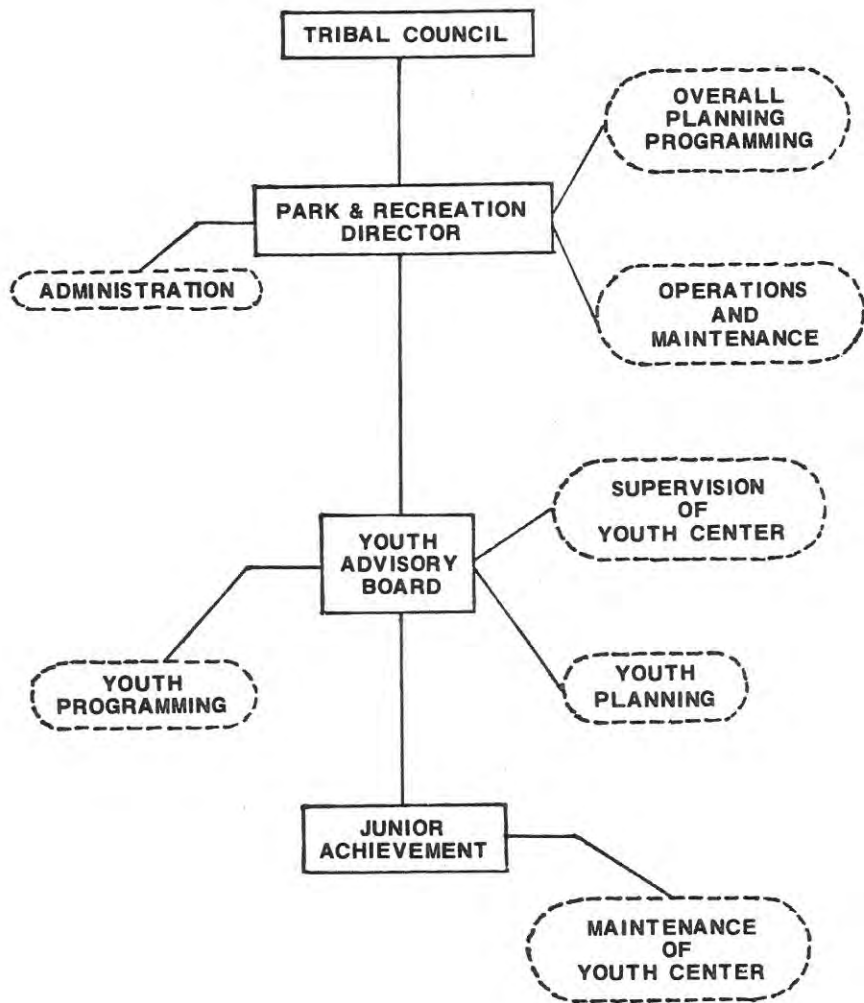 TRIBAL COUNCIL
OVERALL
PLANNING
PROGRAMMING
PARK & RECREATION
DIRECTOR
ADMINISTRATION
OPERATIONS
AND
MAINTENANCE
SUPERVISION
OF
YOUTH CENTER
YOUTH
ADVISORY
BOARD
YOUTH
PROGRAMMING
YOUTH
PLANNING
JUNIOR
ACHIEVEMENT
MAINTENANCE
OF
YOUTH CENTER